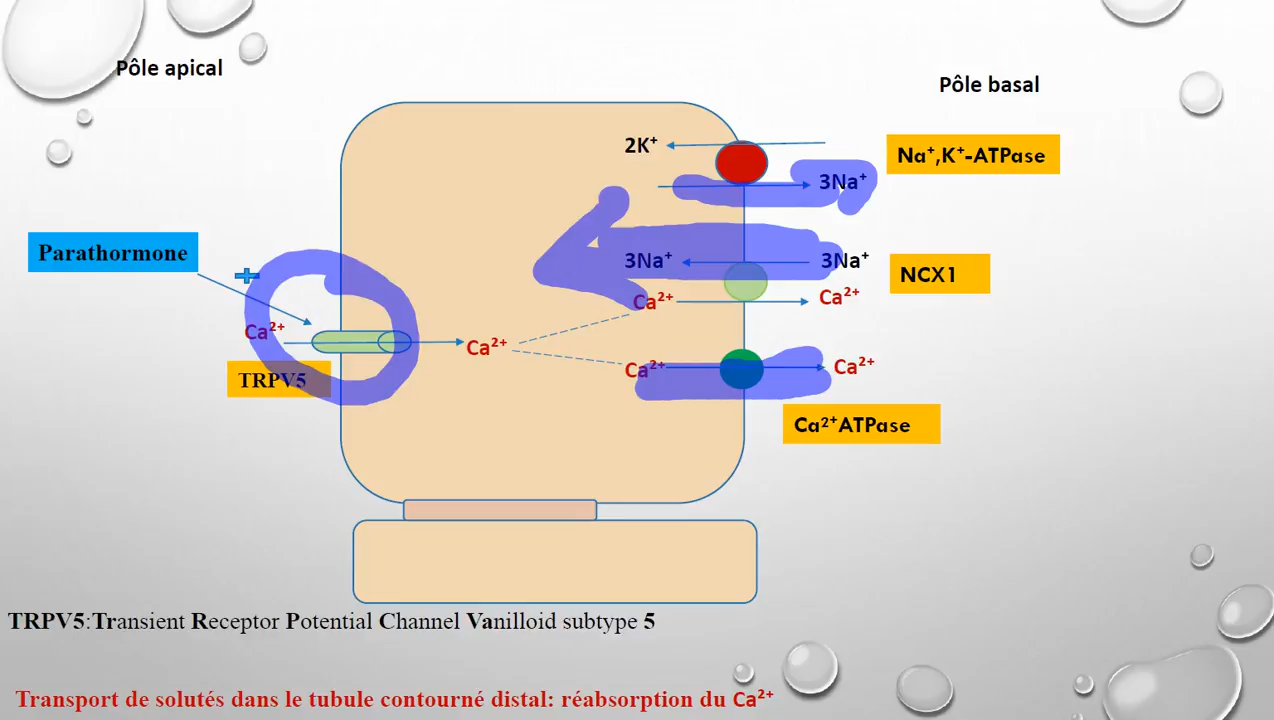 Pôle apical
Pôle basal
2K⁺
Na⁺,K⁺-ATPase
3Na⁺
Parathormone
3Na⁺ 3Na⁺
NCX1
Ca²⁺ Ca²⁺
Ca²⁺
Ca²⁺
TRPV5
Ca²⁺ Ca²⁺
Ca²⁺ATPase
TRPV5:Transient Receptor Potential Channel Vanilloid subtype 5
Transport de solutés dans le tubule contourné distal: réabsorption du Ca²⁺